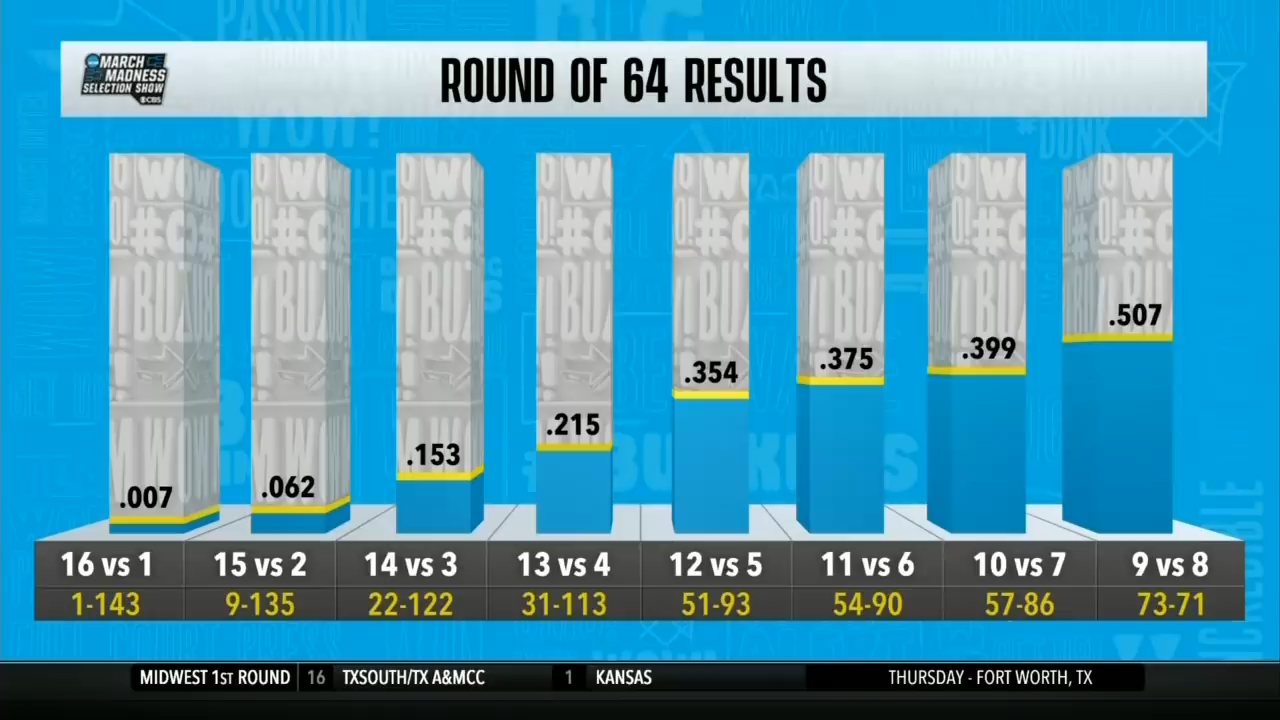 MARCH
MADNESS
SELECTION SHOW
CBS
ROUND OF 64 RESULTS
.007
.062
.153
.215
.354
.375
.399
.507
16 vs 1
15 vs 2
14 vs 3
13 vs 4
12 vs 5
11 vs 6
10 vs 7
9 vs 8
1-143
9-135
22-122
31-113
51-93
54-90
57-86
73-71
MIDWEST 1ST ROUND 16 TXSOUTH/TX A&MCC 1 KANSAS THURSDAY - FORT WORTH, TX